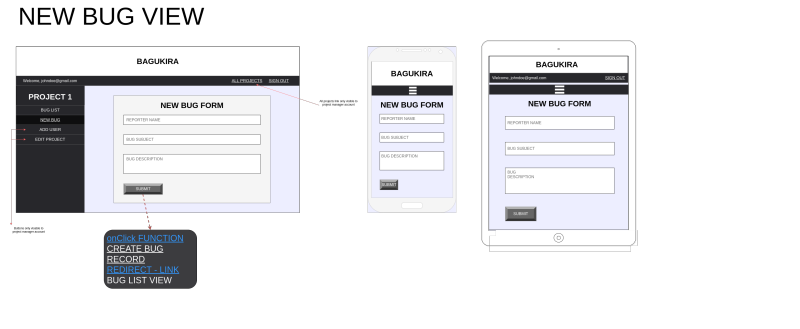 NEW BUG VIEW
BAGUKIRA
Welcome, johndoe@gmail.com
ALL PROJECTS
SIGN OUT
PROJECT 1
BUG LIST
NEW BUG
ADD USER
EDIT PROJECT
NEW BUG FORM
REPORTER NAME
BUG SUBJECT
BUG DESCRIPTION
SUBMIT
onClick FUNCTION
CREATE BUG
RECORD
REDIRECT - LINK
BUG LIST VIEW
BAGUKIRA
NEW BUG FORM
REPORTER NAME
BUG SUBJECT
BUG DESCRIPTION
SUBMIT
BAGUKIRA
Welcome, johndoe@gmail.com
SIGN OUT
NEW BUG FORM
REPORTER NAME
BUG SUBJECT
BUG
DESCRIPTION
SUBMIT